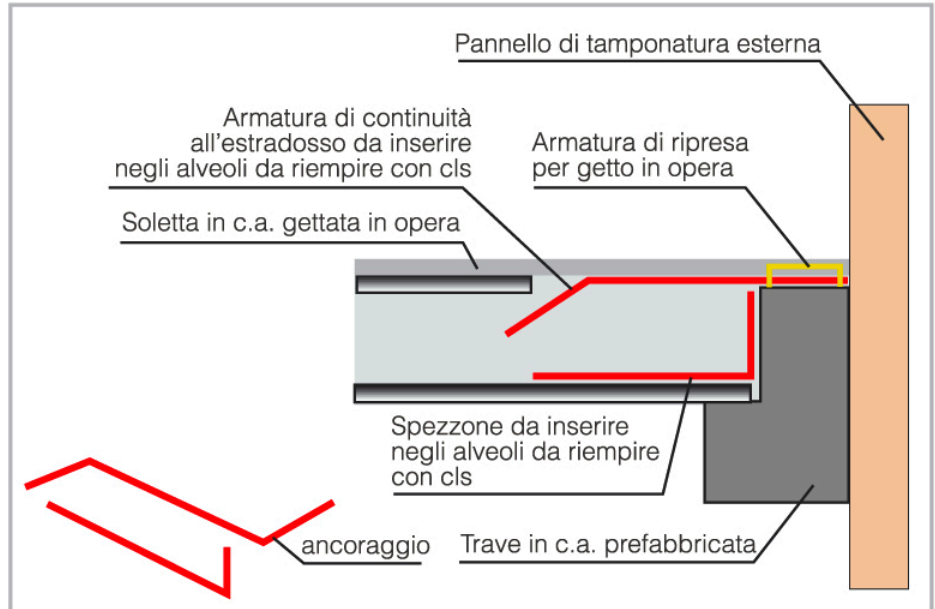 Pannello di tamponatura esterna
Armatura di continuità
all'estradosso da inserire
negli alveoli da riempire con cls
Armatura di ripresa
per getto in opera
Soletta in c.a. gettata in opera
Spezzone da inserire
negli alveoli da riempire
con cls
ancoraggio
Trave in c.a. prefabbricata